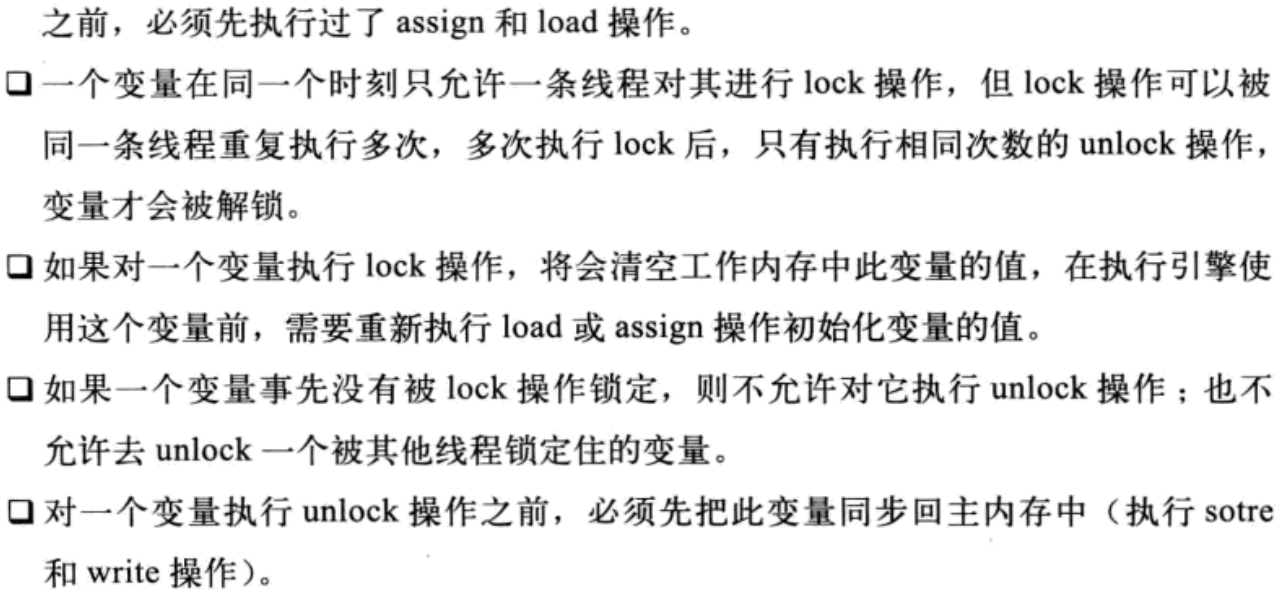 之前，必须先执行过了 assign 和 load 操作。
❑ 一个变量在同一个时刻只允许一条线程对其进行 lock 操作，但 lock 操作可以被
同一条线程重复执行多次，多次执行 lock 后，只有执行相同次数的 unlock 操作，
变量才会被解锁。
❑ 如果对一个变量执行 lock 操作，将会清空工作内存中此变量的值，在执行引擎使
用这个变量前，需要重新执行 load 或 assign 操作初始化变量的值。
❑ 如果一个变量事先没有被 lock 操作锁定，则不允许对它执行 unlock 操作；也不
允许去 unlock 一个被其他线程锁定住的变量。
❑ 对一个变量执行 unlock 操作之前，必须先把此变量同步回主内存中（执行 sotre
和 write 操作）。